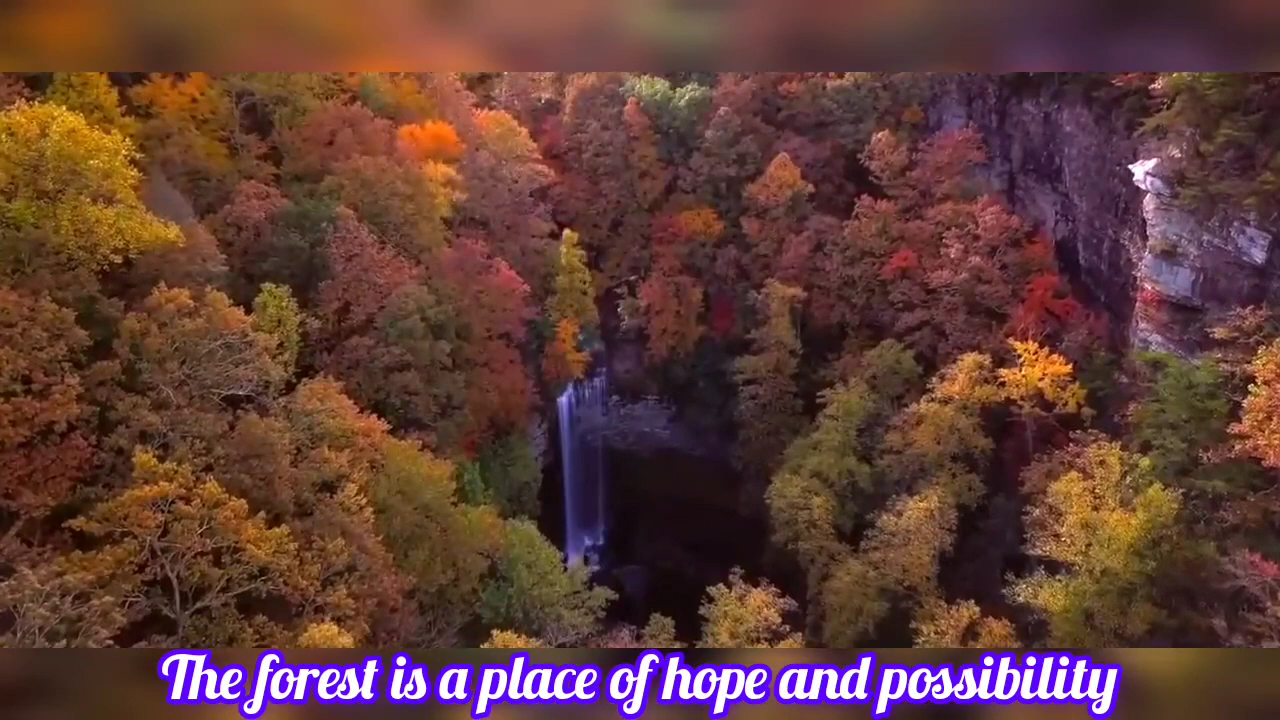 The forest is a place of hope and possibility